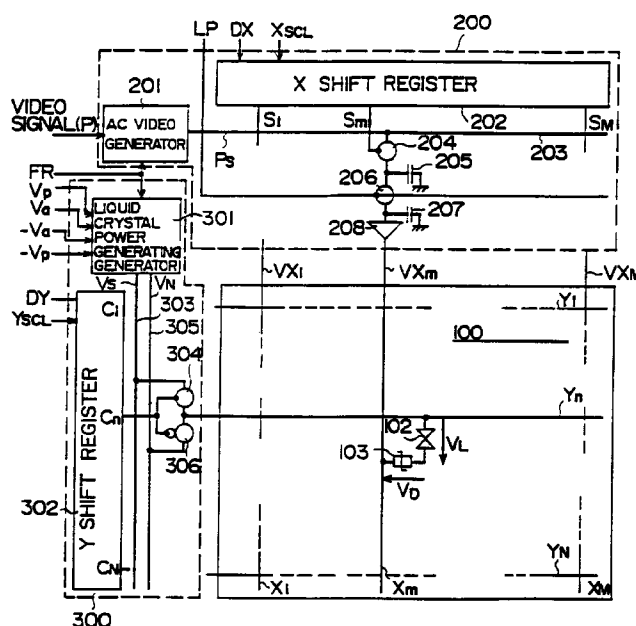 LP DX XSCL 200
X SHIFT REGISTER
201
VIDEO
SIGNAL(P)
AC VIDEO
GENERATOR
S1 Sm 202 SM
204 203
PS
205
FR
206
207
208
VP
Va
-Va
-VP
LIQUID
CRYSTAL
POWER
GENERATING
GENERATOR
301
VS VN
VX1 VXm VXM
DY
YSCL
C1
303
305
304
Cn
306
302
Y SHIFT REGISTER
CN
300
Y1
100
Yn
102
VL
103
VD
YN
X1 Xm XM